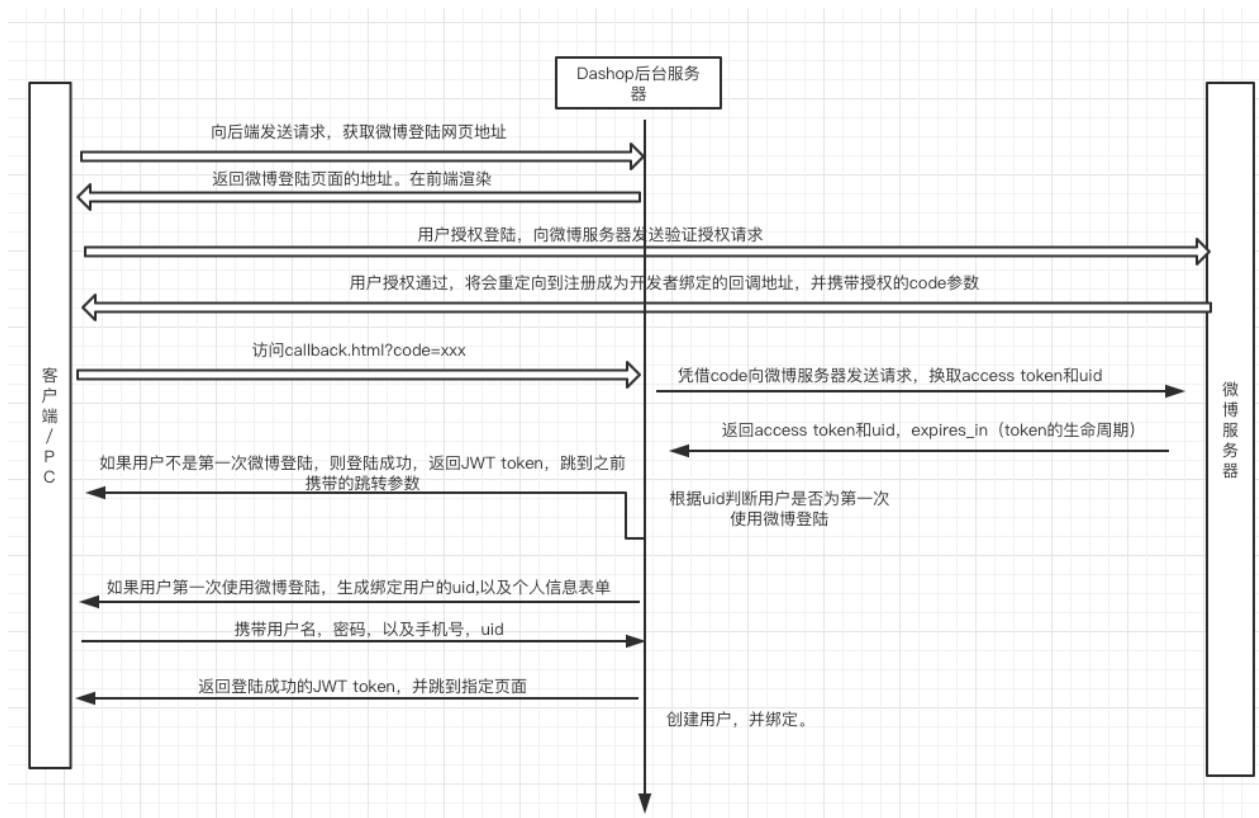 Dashop后台服务
器
向后端发送请求，获取微博登陆网页地址
返回微博登陆页面的地址。在前端渲染
用户授权登陆，向微博服务器发送验证授权请求
用户授权通过，将会重定向到注册成为开发者绑定的回调地址，并携带授权的code参数
访问callback.html?code=xxx
凭借code向微博服务器发送请求，换取access token和uid
返回access token和uid，expires_in（token的生命周期）
如果用户不是第一次微博登陆，则登陆成功，返回JWT token，跳到之前
携带的跳转参数
根据uid判断用户是否为第一次
使用微博登陆
如果用户第一次使用微博登陆，生成绑定用户的uid,以及个人信息表单
携带用户名，密码，以及手机号，uid
返回登陆成功的JWT token，并跳到指定页面
创建用户，并绑定。
客户端/PC
微博服务器